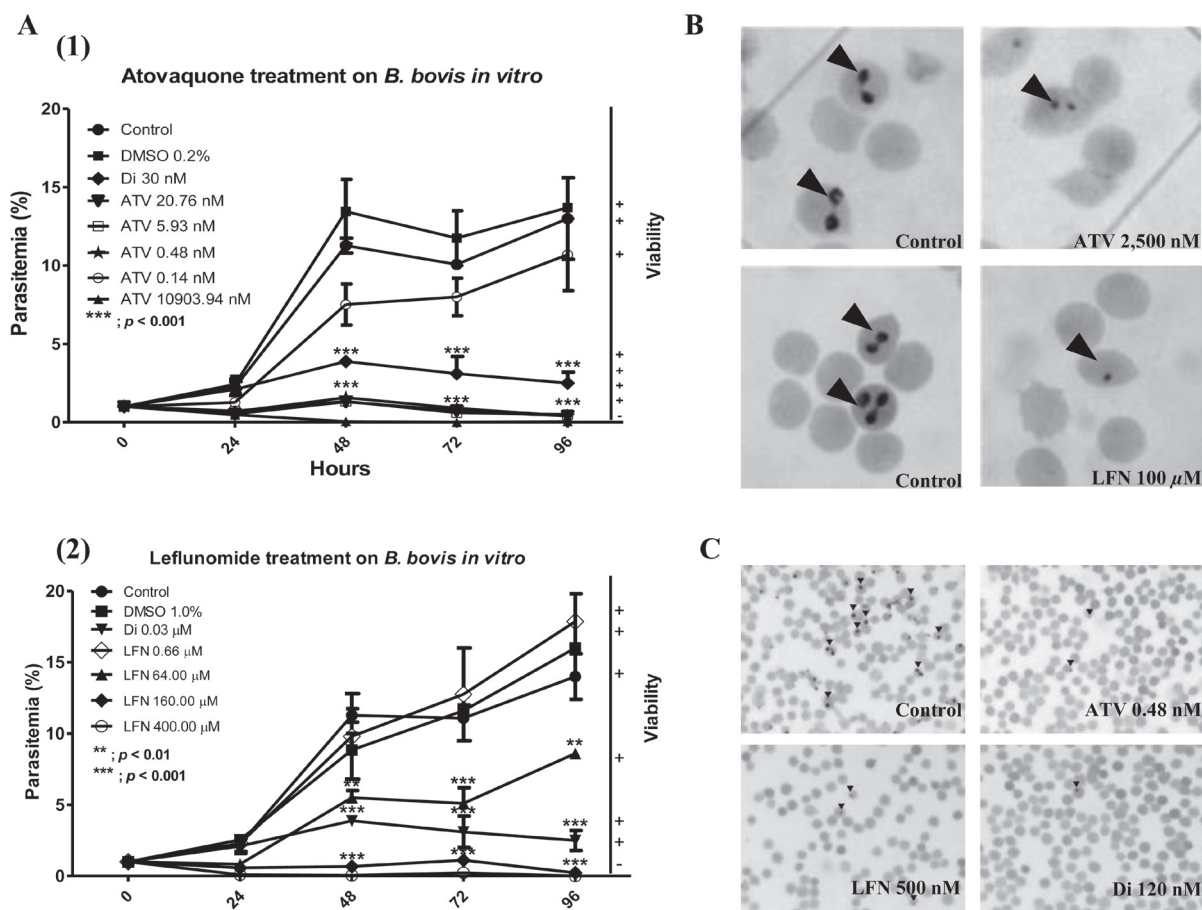 A
(1)
Atovaquone treatment on B. bovis in vitro
Parasitemia (%)
20
15
10
5
0
Control
DMSO 0.2%
Di 30 nM
ATV 20.76 nM
ATV 5.93 nM
ATV 0.48 nM
ATV 0.14 nM
ATV 10903.94 nM
*** ; p < 0.001
*** *** ***
*** *** ***
0 24 48 72 96
Hours
+
+
+
+
+
+
+
-
Viability
(2)
Leflunomide treatment on B. bovis in vitro
Parasitemia (%)
20
15
10
5
0
Control
DMSO 1.0%
Di 0.03 μM
LFN 0.66 μM
LFN 64.00 μM
LFN 160.00 μM
LFN 400.00 μM
** ; p < 0.01
*** ; p < 0.001
** *** **
*** *** ***
*** *** ***
0 24 48 72 96
+
+
+
+
+
+
-
Viability
B
Control
ATV 2,500 nM
Control
LFN 100 μM
C
Control
ATV 0.48 nM
LFN 500 nM
Di 120 nM